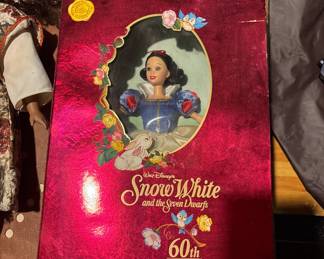 Walt Disney's
Snow White
and the Seven Dwarfs
60th